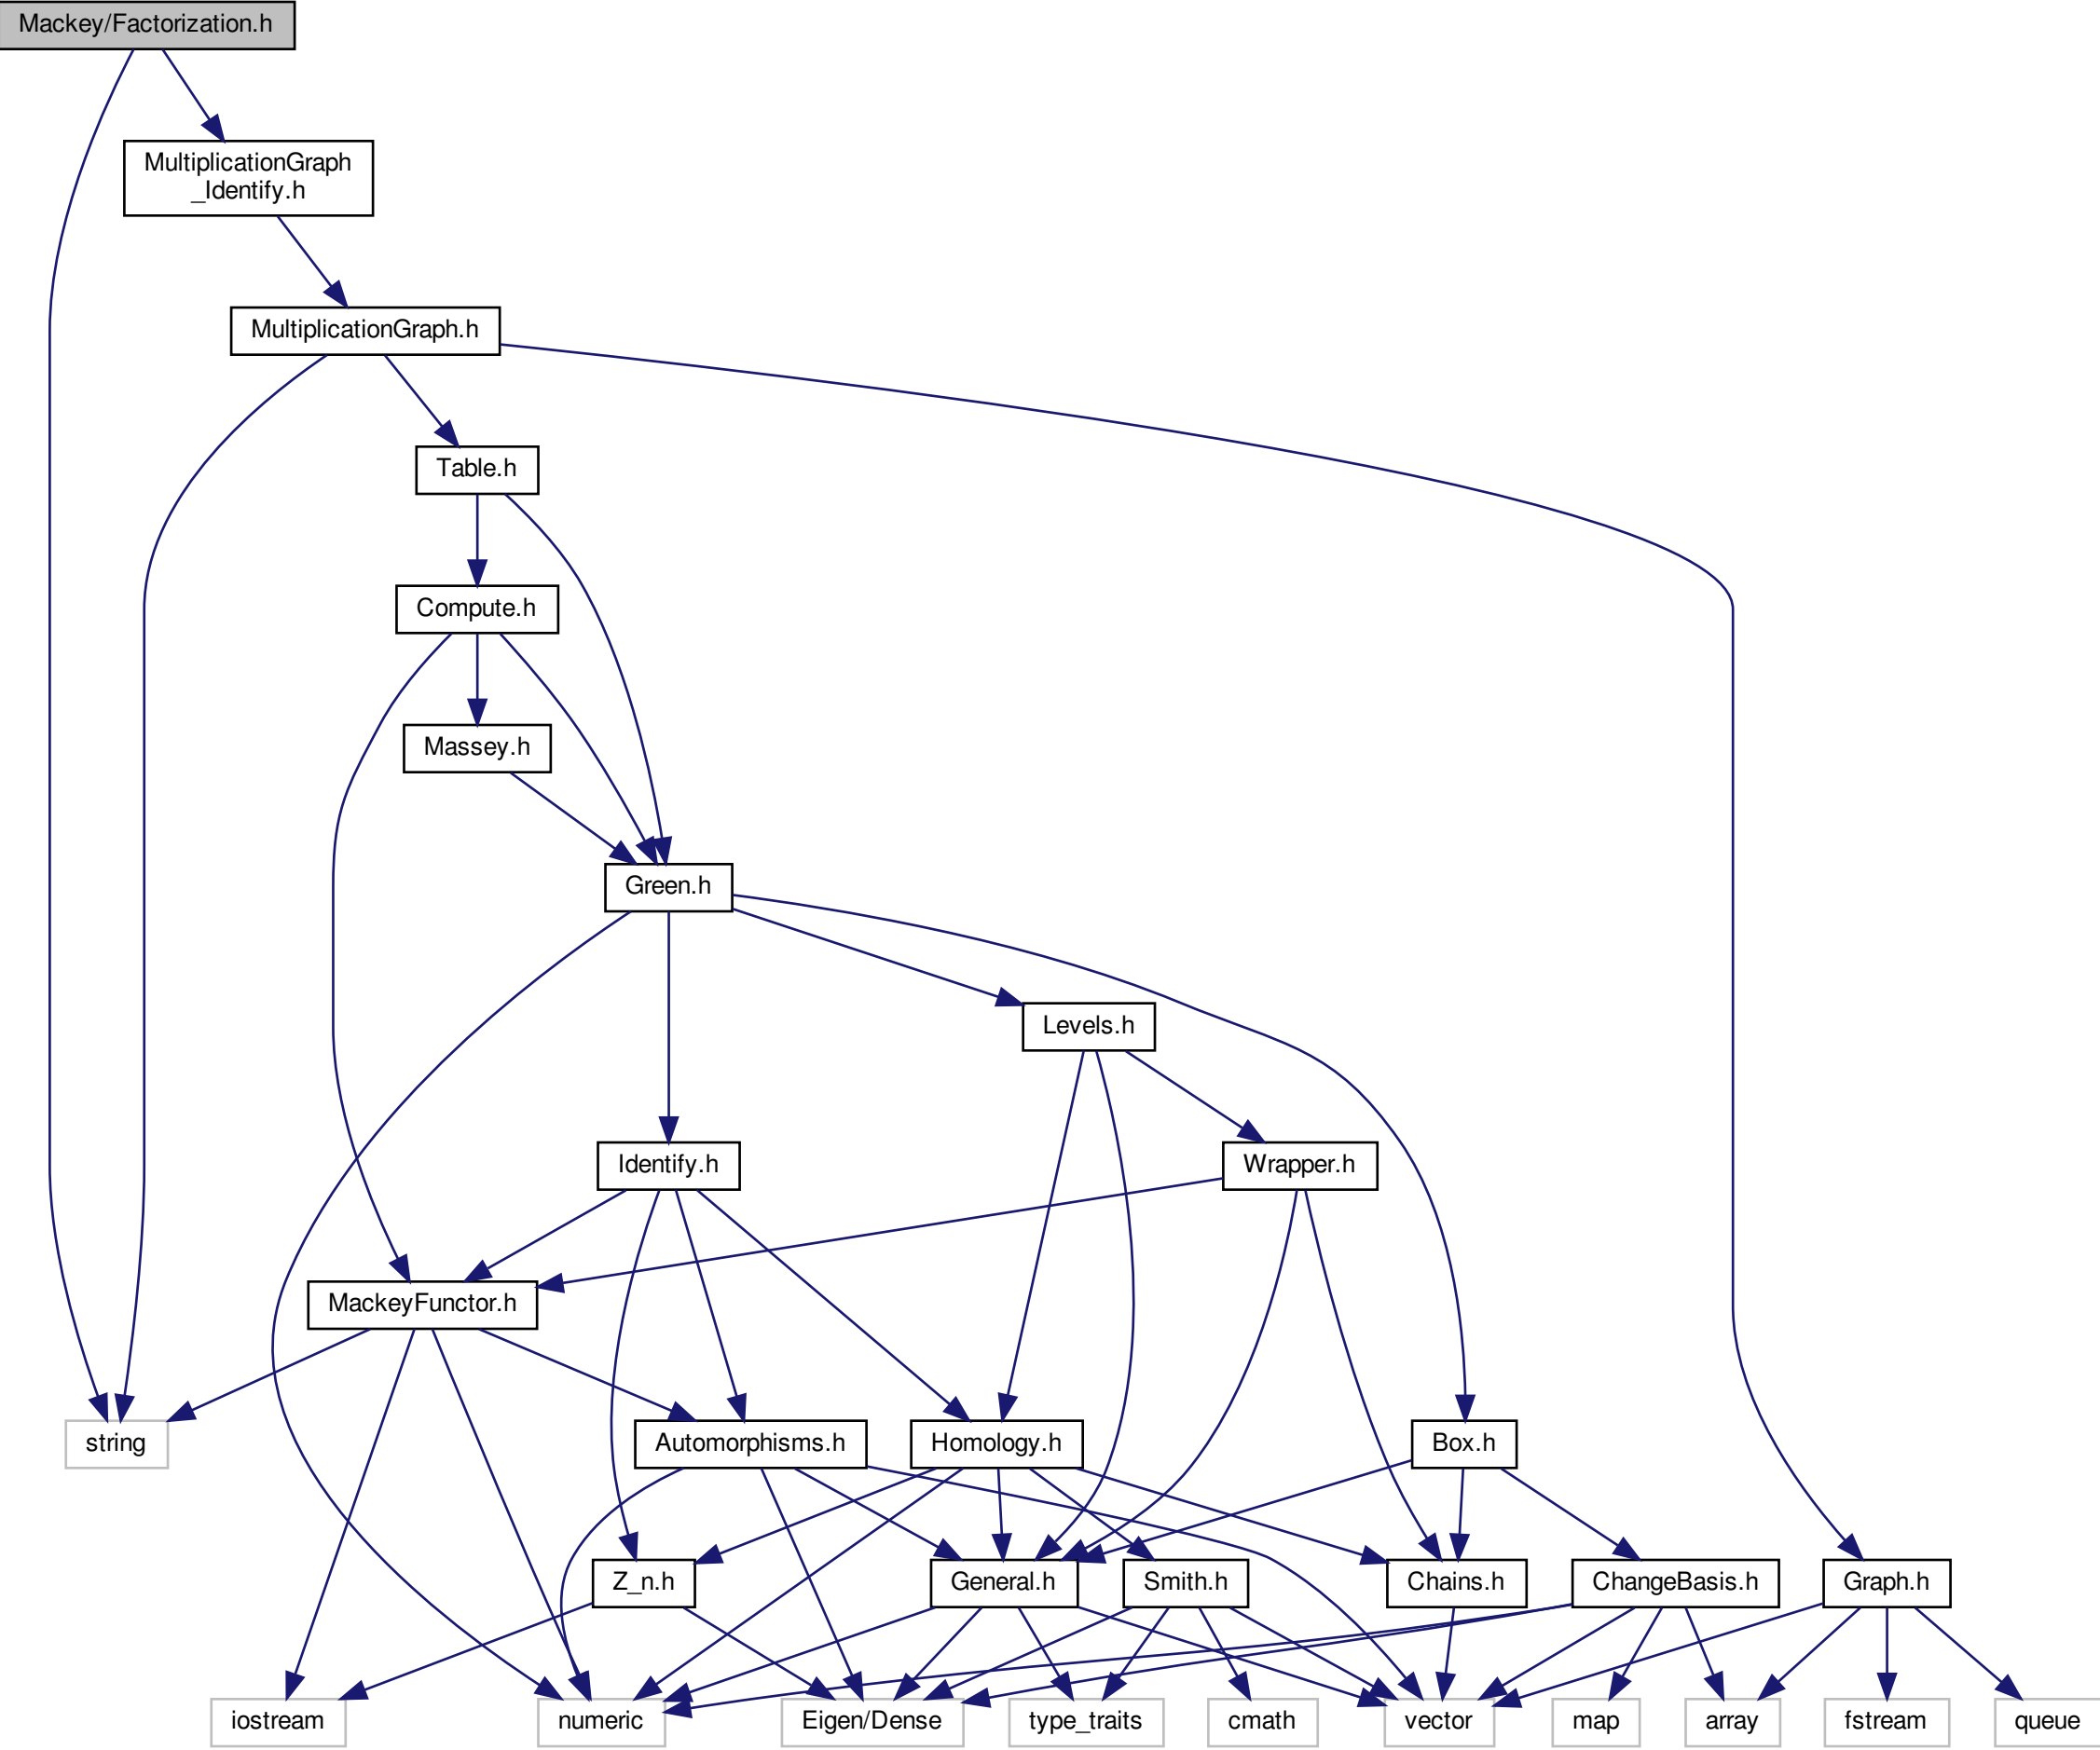 Mackey/Factorization.h
MultiplicationGraph
_Identify.h
MultiplicationGraph.h
Table.h
Compute.h
Massey.h
Green.h
Levels.h
Identify.h
Wrapper.h
MackeyFunctor.h
string
Automorphisms.h
Homology.h
Box.h
Z_n.h
General.h
Smith.h
Chains.h
ChangeBasis.h
Graph.h
iostream
numeric
Eigen/Dense
type_traits
cmath
vector
map
array
fstream
queue